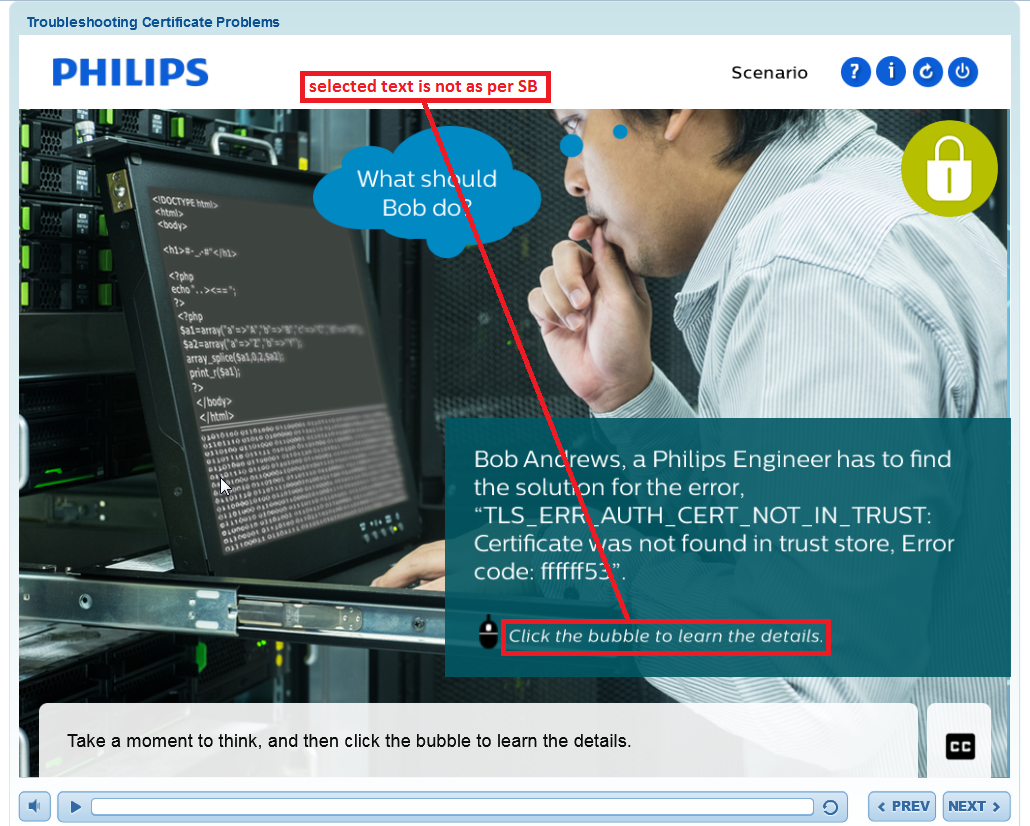 Troubleshooting Certificate Problems
PHILIPS
Scenario
? i
selected text is not as per SB
What should
Bob do?
<!DOCTYPE html>
<html>
<body>
<h1>#-_.-#"</h1>
<?php
echo"..><==";
?>
<?php
$a1=array("a"=>"A","b"=>"B","c"=>"C",
$a2=array("a"=>"Z","b"=>"Y");
array_splice($a1,0,2,$a2);
print_r($a1);
?>
</body>
</html>
Bob Andrews, a Philips Engineer has to find
the solution for the error,
“TLS_ERR_AUTH_CERT_NOT_IN_TRUST:
Certificate was not found in trust store, Error
code: ffffff53”.
Click the bubble to learn the details.
Take a moment to think, and then click the bubble to learn the details.
CC
< PREV
NEXT >